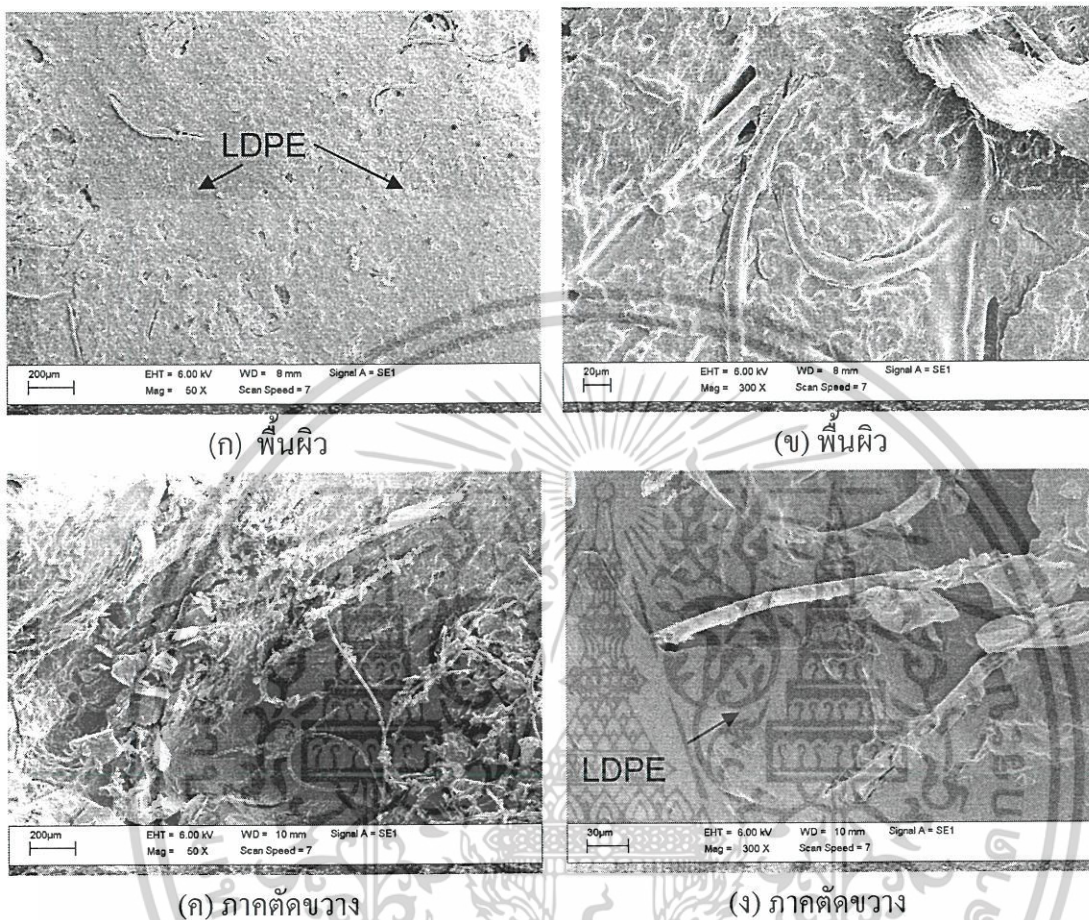 LDPE
200µm
EHT = 6.00 kV WD = 8 mm Signal A = SE1
Mag = 50 X Scan Speed = 7
(ก) พื้นผิว
20µm
EHT = 6.00 kV WD = 8 mm Signal A = SE1
Mag = 300 X Scan Speed = 7
(ข) พื้นผิว
200µm
EHT = 6.00 kV WD = 10 mm Signal A = SE1
Mag = 50 X Scan Speed = 7
(ค) ภาคตัดขวาง
LDPE
30µm
EHT = 6.00 kV WD = 10 mm Signal A = SE1
Mag = 300 X Scan Speed = 7
(ง) ภาคตัดขวาง